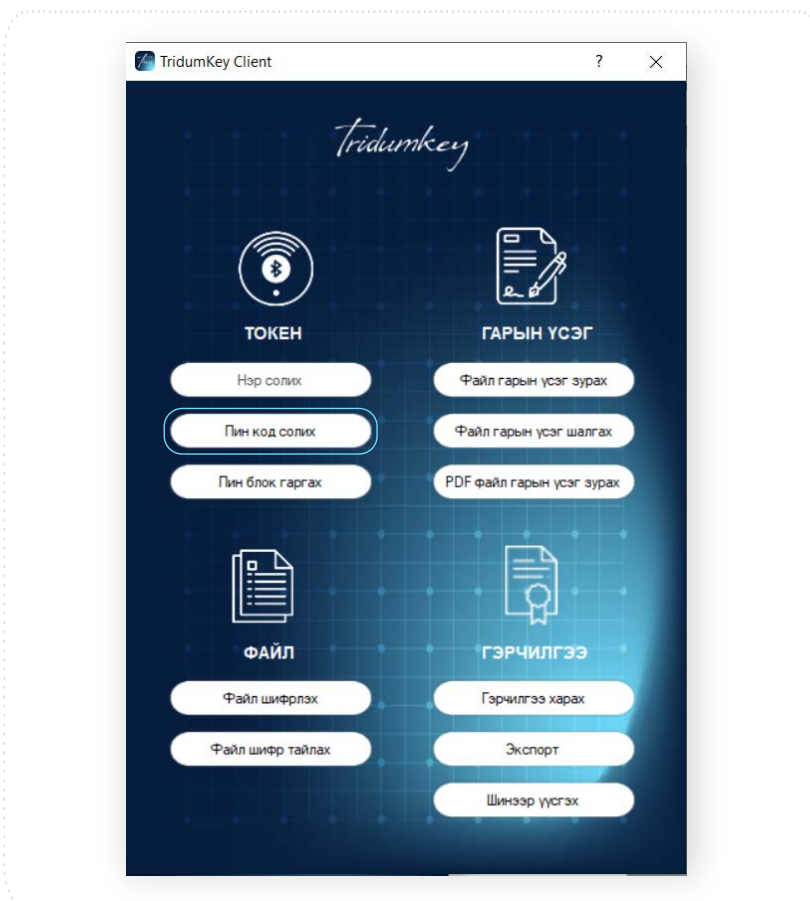 TridumKey Client
?
Tridumkey
ТОКЕН
Нэр солих
Пин код солих
Пин блок гаргах
ГАРЫН ҮСЭГ
Файл гарын үсэг зурах
Файл гарын үсэг шалгах
PDF файл гарын үсэг зурах
ФАЙЛ
Файл шифрлэх
Файл шифр тайлах
ГЭРЧИЛГЭЭ
Гэрчилгээ харах
Экспорт
Шинээр үүсгэх